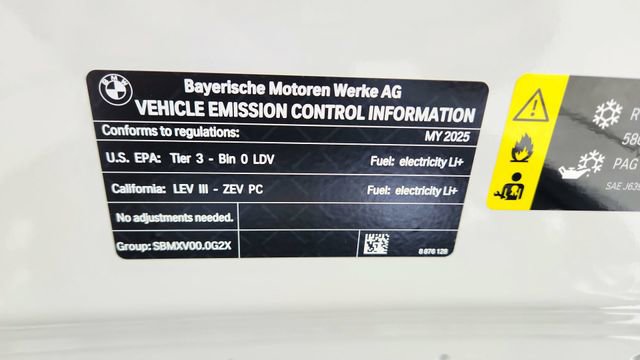 BMW
Bayerische Motoren Werke AG
VEHICLE EMISSION CONTROL INFORMATION
Conforms to regulations: MY 2025
U.S. EPA: Tier 3 - Bin 0 LDV Fuel: electricity Li+
California: LEV III - ZEV PC Fuel: electricity Li+
No adjustments needed.
Group: SBMXV00.0G2X 8 876 128
PAG
SAE